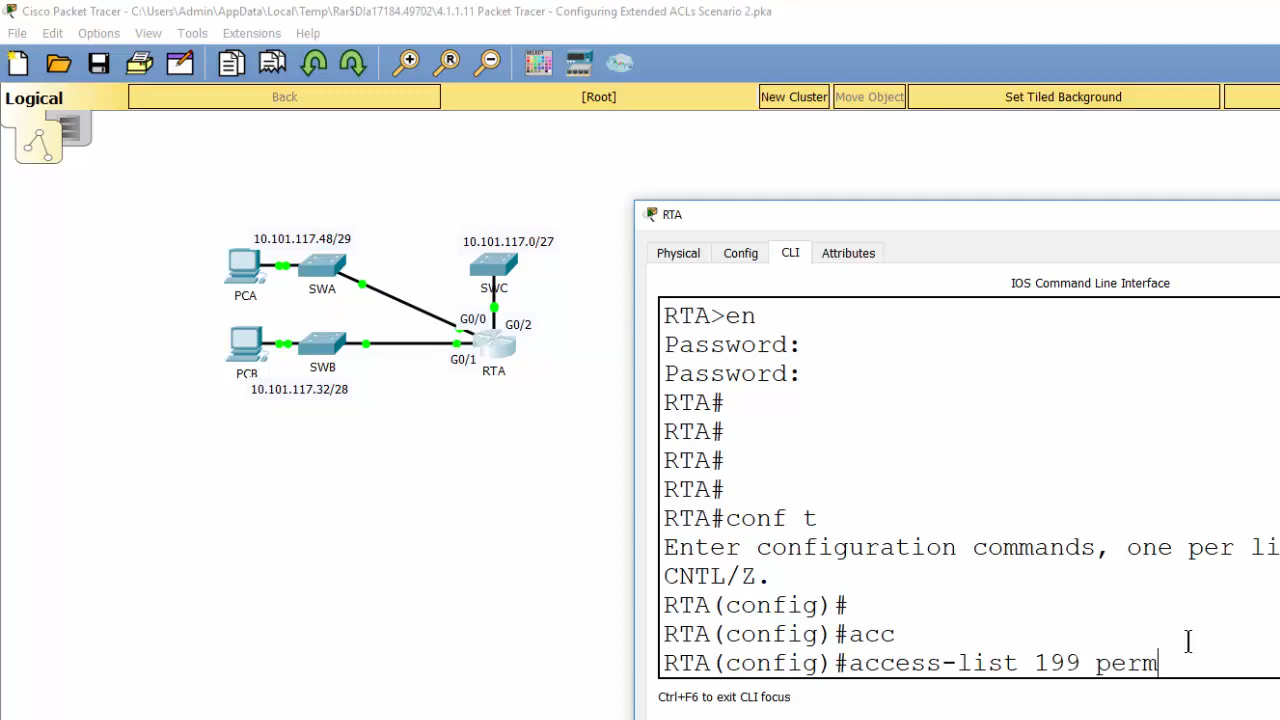 Cisco Packet Tracer - C:\Users\Admin\AppData\Local\Temp\Rar$DIa17184.49702\4.1.1.11 Packet Tracer - Configuring Extended ACLs Scenario 2.pka
File Edit Options View Tools Extensions Help
Logical Back [Root] New Cluster Move Object Set Tiled Background
10.101.117.48/29
10.101.117.0/27
PCA
SWA
SWC
G0/0
G0/2
G0/1
RTA
PCB
SWB
10.101.117.32/28
RTA
Physical Config CLI Attributes
IOS Command Line Interface
RTA>en
Password:
Password:
RTA#
RTA#
RTA#
RTA#
RTA#conf t
Enter configuration commands, one per li
CNTL/Z.
RTA(config)#
RTA(config)#acc
RTA(config)#access-list 199 perm
Ctrl+F6 to exit CLI focus